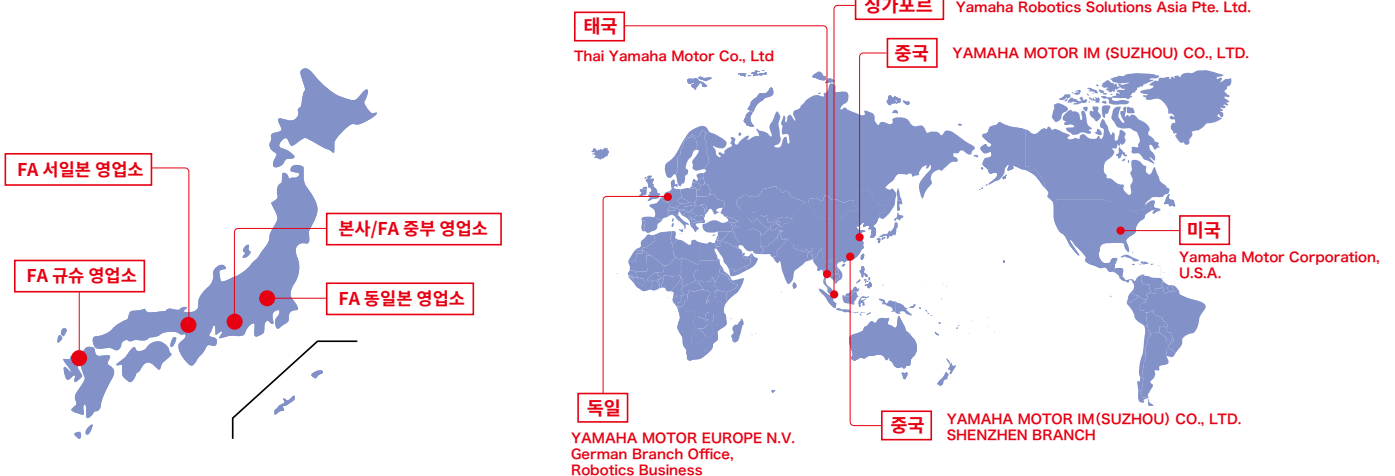 FA 서일본 영업소
본사/FA 중부 영업소
FA 규슈 영업소
FA 동일본 영업소
싱가포르
Yamaha Robotics Solutions Asia Pte. Ltd.
태국
Thai Yamaha Motor Co., Ltd
중국
YAMAHA MOTOR IM (SUZHOU) CO., LTD.
미국
Yamaha Motor Corporation,
U.S.A.
독일
YAMAHA MOTOR EUROPE N.V.
German Branch Office,
Robotics Business
중국
YAMAHA MOTOR IM(SUZHOU) CO., LTD.
SHENZHEN BRANCH